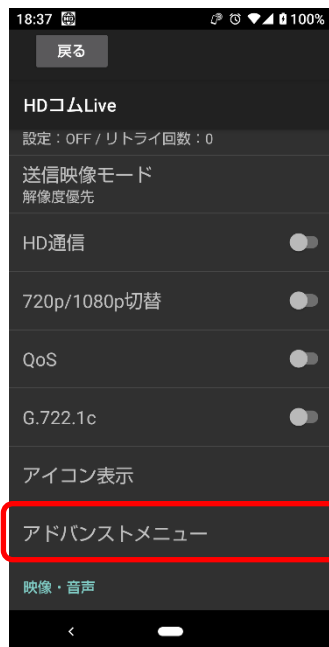 18:37 100%
戻る
HDコムLive
設定：OFF / リトライ回数：0
送信映像モード
解像度優先
HD通信
720p/1080p切替
QoS
G.722.1c
アイコン表示
アドバンストメニュー
映像・音声